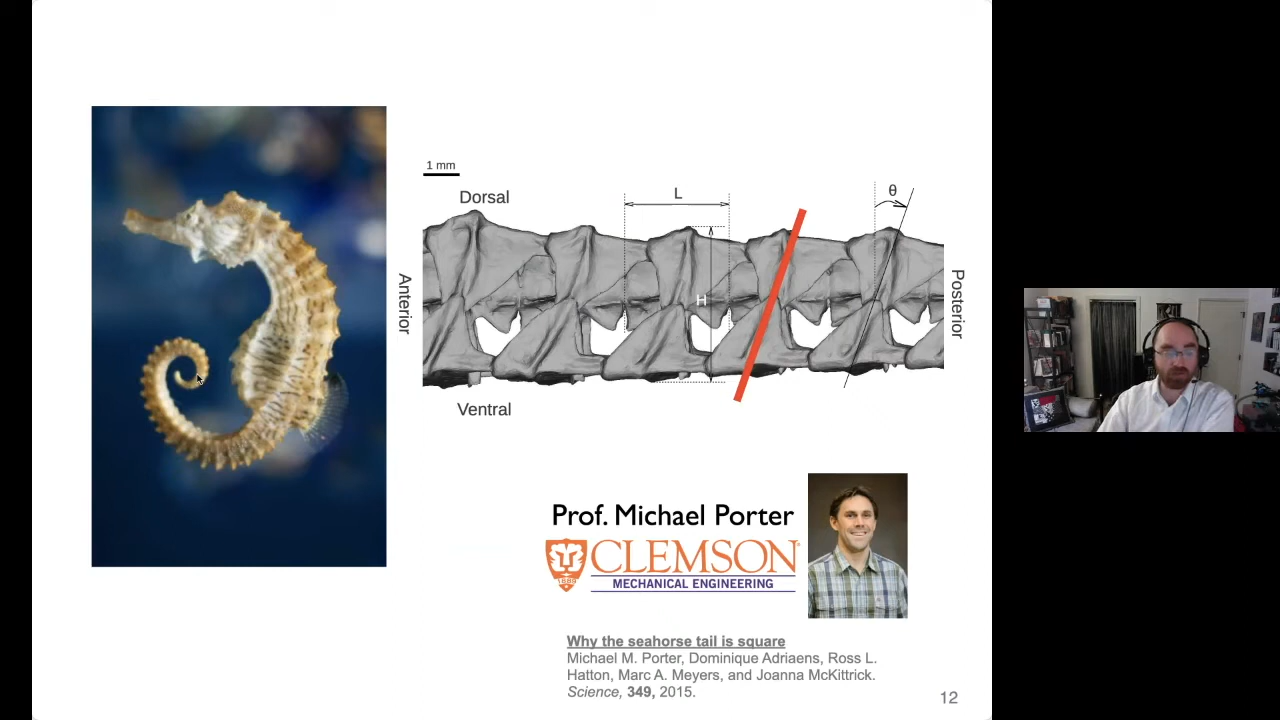 1 mm
Dorsal
L
θ
Anterior
H
Posterior
Ventral
Prof. Michael Porter
CLEMSON
MECHANICAL ENGINEERING
Why the seahorse tail is square
Michael M. Porter, Dominique Adriaens, Ross L.
Hatton, Marc A. Meyers, and Joanna McKittrick.
Science, 349, 2015.
12